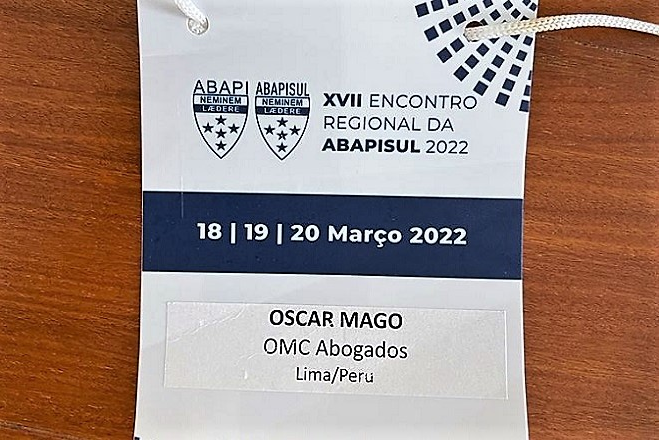 ABAPI ABAPISUL
NEMINEM NEMINEM
LÆDERE LÆDERE
XVII ENCONTRO
REGIONAL DA
ABAPISUL 2022
18 | 19 | 20 Março 2022
OSCAR MAGO
OMC Abogados
Lima/Peru